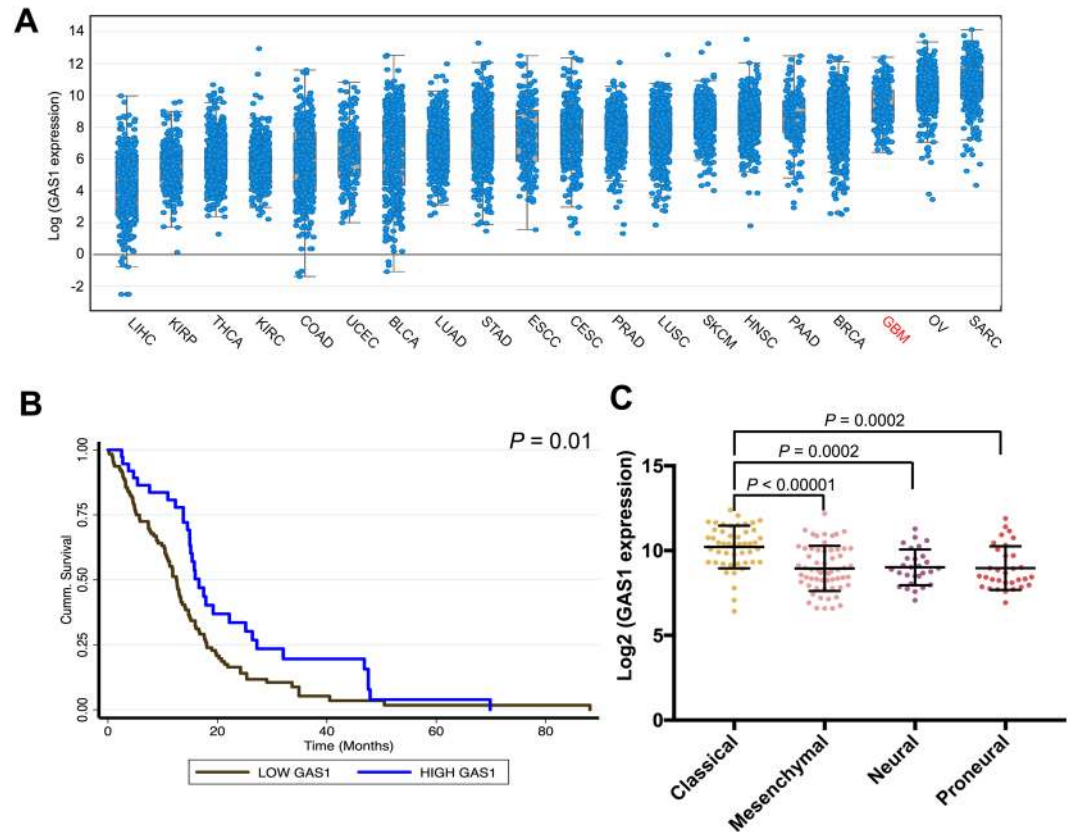 A
14
12
10
8
6
4
2
0
-2
Log (GAS1 expression)
LIHC
KIRP
THCA
KIRC
COAD
UCEC
BLCA
LUAD
STAD
ESCC
CESC
PRAD
LUSC
SKCM
HNSC
PAAD
BRCA
GBM
OV
SARC
B
P = 0.01
1.00
0.75
0.50
0.25
0.00
Cumm. Survival
0 20 40 60 80
Time (Months)
LOW GAS1 HIGH GAS1
C
P = 0.0002
P = 0.0002
P < 0.00001
15
10
5
0
Log2 (GAS1 expression)
Classical
Mesenchymal
Neural
Proneural